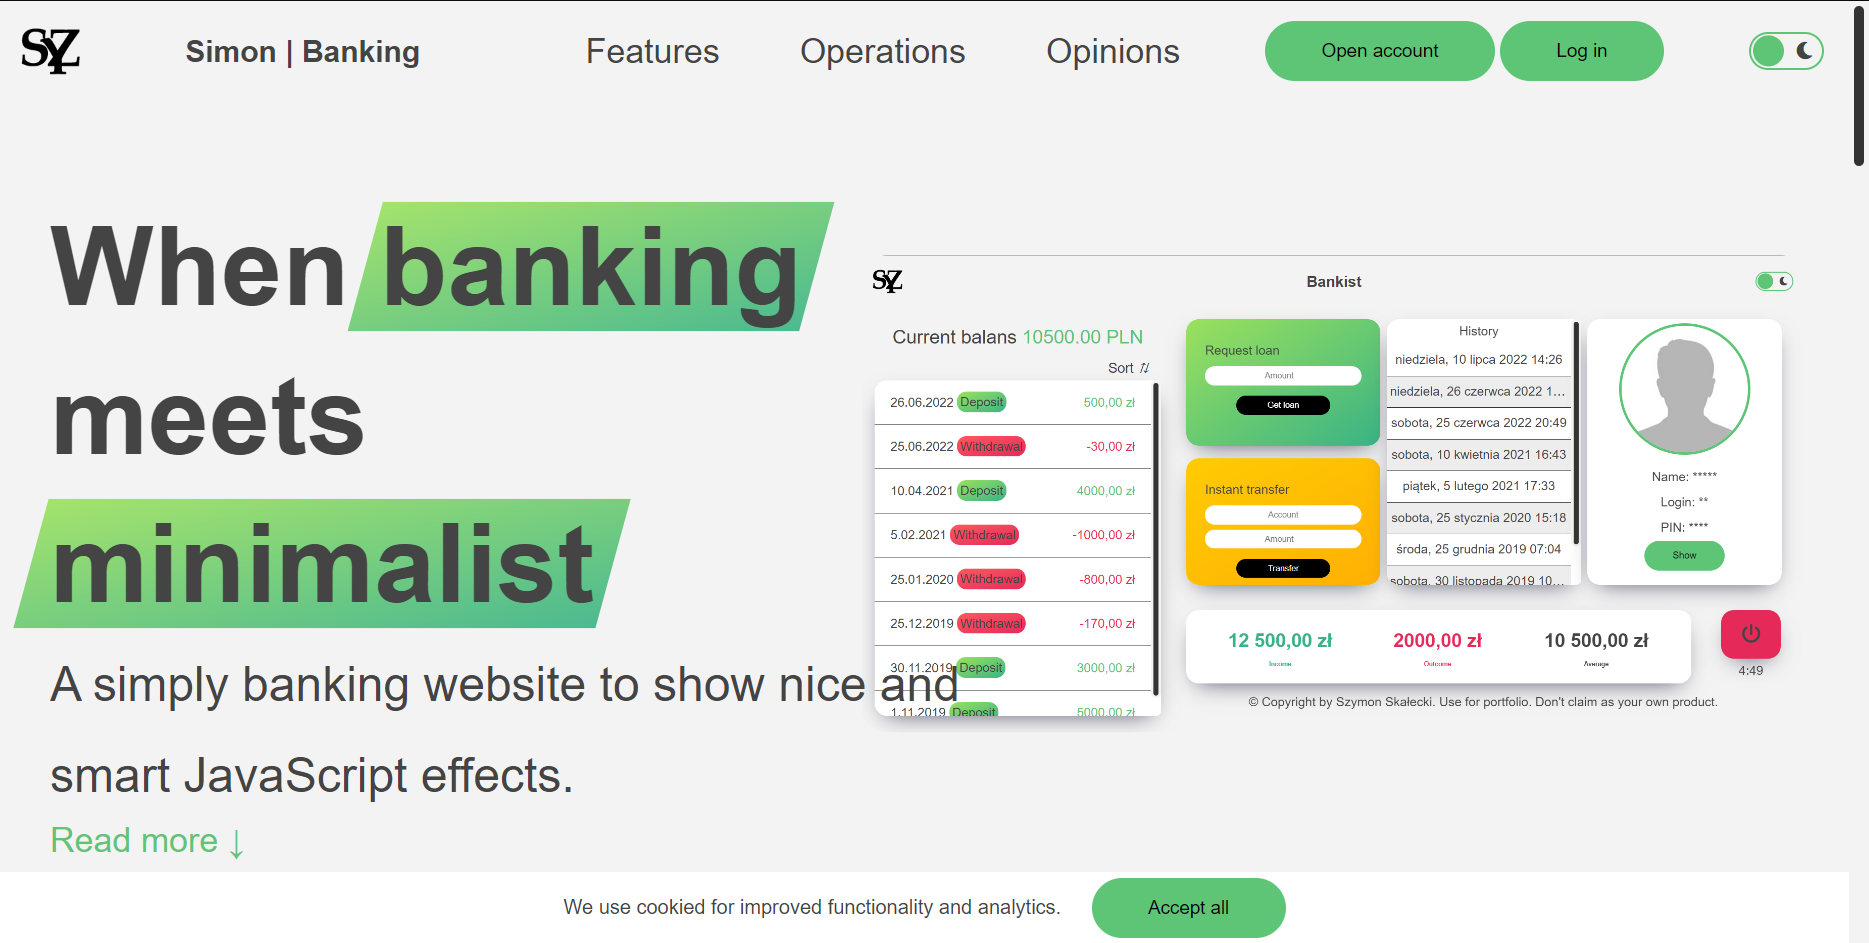 SYZ
Simon | Banking
Features
Operations
Opinions
Open account
Log in
When banking
meets
minimalist
A simply banking website to show nice and
smart JavaScript effects.
Read more ↓
SYZ
Bankist
Current balans 10500.00 PLN
Sort ⇅
26.06.2022 Deposit 500,00 zł
25.06.2022 Withdrawal -30,00 zł
10.04.2021 Deposit 4000,00 zł
5.02.2021 Withdrawal -1000,00 zł
25.01.2020 Withdrawal -800,00 zł
25.12.2019 Withdrawal -170,00 zł
30.11.2019 Deposit 3000,00 zł
1.11.2019 Deposit 5000,00 zł
Request loan
Amount
Get loan
Instant transfer
Account
Amount
Transfer
History
niedziela, 10 lipca 2022 14:26
niedziela, 26 czerwca 2022 1...
sobota, 25 czerwca 2022 20:49
sobota, 10 kwietnia 2021 16:43
piątek, 5 lutego 2021 17:33
sobota, 25 stycznia 2020 15:18
środa, 25 grudnia 2019 07:04
sobota, 30 listopada 2019 10...
Name: *****
Login: **
PIN: ****
Show
12 500,00 zł
Income
2000,00 zł
Outcome
10 500,00 zł
Average
4:49
© Copyright by Szymon Skałecki. Use for portfolio. Don't claim as your own product.
We use cookied for improved functionality and analytics.
Accept all